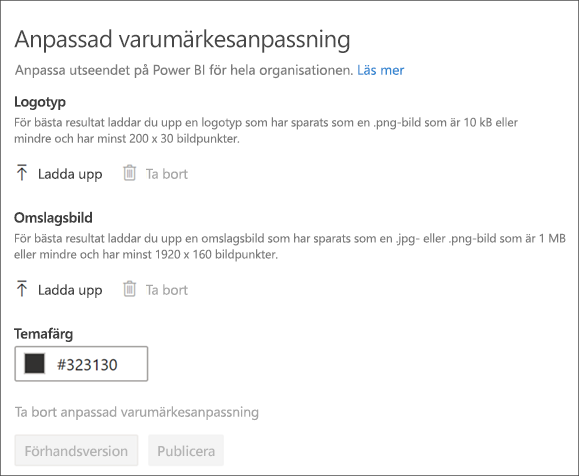 Anpassad varumärkesanpassning
Anpassa utseendet på Power BI för hela organisationen. Läs mer
Logotyp
För bästa resultat laddar du upp en logotyp som har sparats som en .png-bild som är 10 kB eller
mindre och har minst 200 x 30 bildpunkter.
Ladda upp Ta bort
Omslagsbild
För bästa resultat laddar du upp en omslagsbild som har sparats som en .jpg- eller .png-bild som är 1 MB
eller mindre och har minst 1920 x 160 bildpunkter.
Ladda upp Ta bort
Temafärg
#323130
Ta bort anpassad varumärkesanpassning
Förhandsversion Publicera